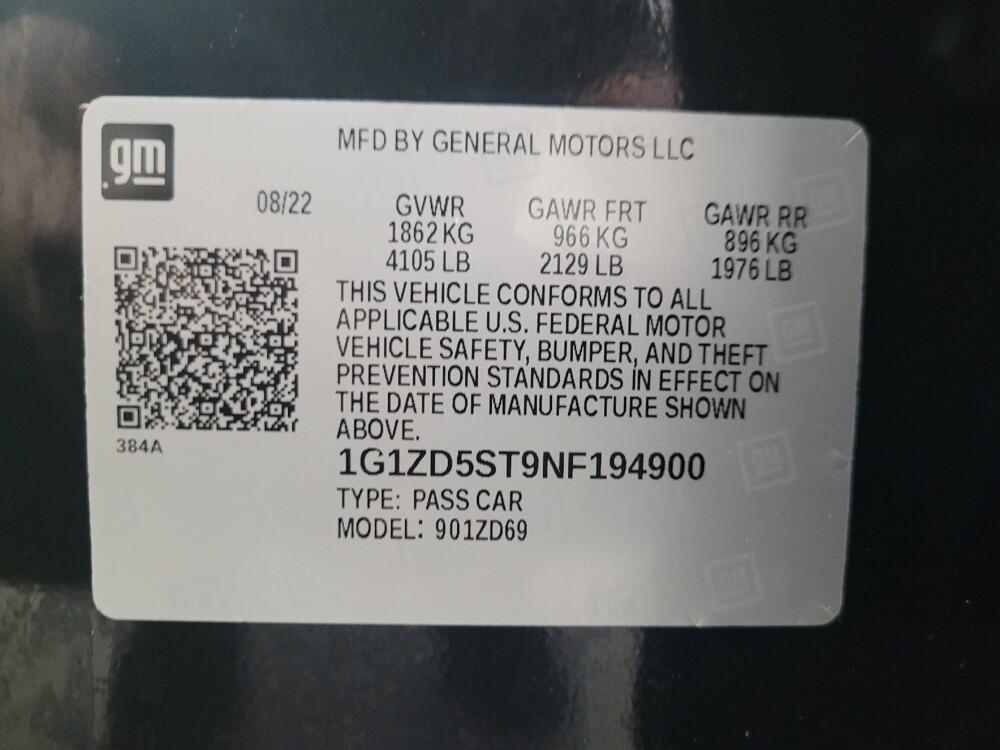 gm
MFD BY GENERAL MOTORS LLC
08/22
GVWR GAWR FRT GAWR RR
1862 KG 966 KG 896 KG
4105 LB 2129 LB 1976 LB
THIS VEHICLE CONFORMS TO ALL
APPLICABLE U.S. FEDERAL MOTOR
VEHICLE SAFETY, BUMPER, AND THEFT
PREVENTION STANDARDS IN EFFECT ON
THE DATE OF MANUFACTURE SHOWN
ABOVE.
384A
1G1ZD5ST9NF194900
TYPE: PASS CAR
MODEL: 901ZD69